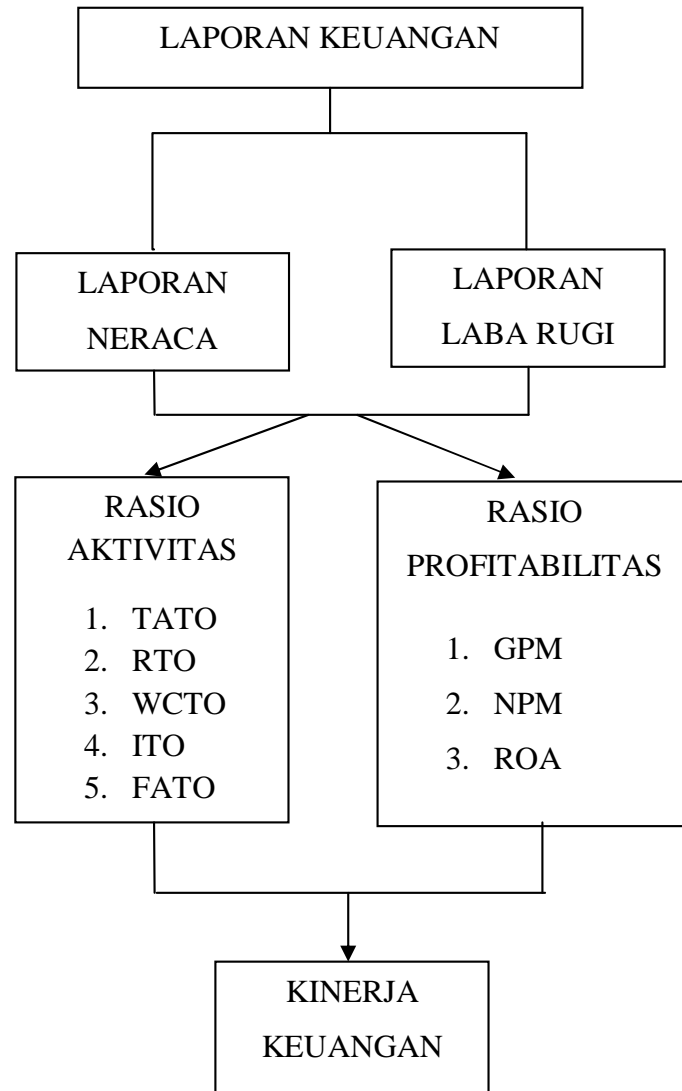 LAPORAN KEUANGAN
LAPORAN
NERACA
LAPORAN
LABA RUGI
RASIO
AKTIVITAS
1. TATO
2. RTO
3. WCTO
4. ITO
5. FATO
RASIO
PROFITABILITAS
1. GPM
2. NPM
3. ROA
KINERJA
KEUANGAN